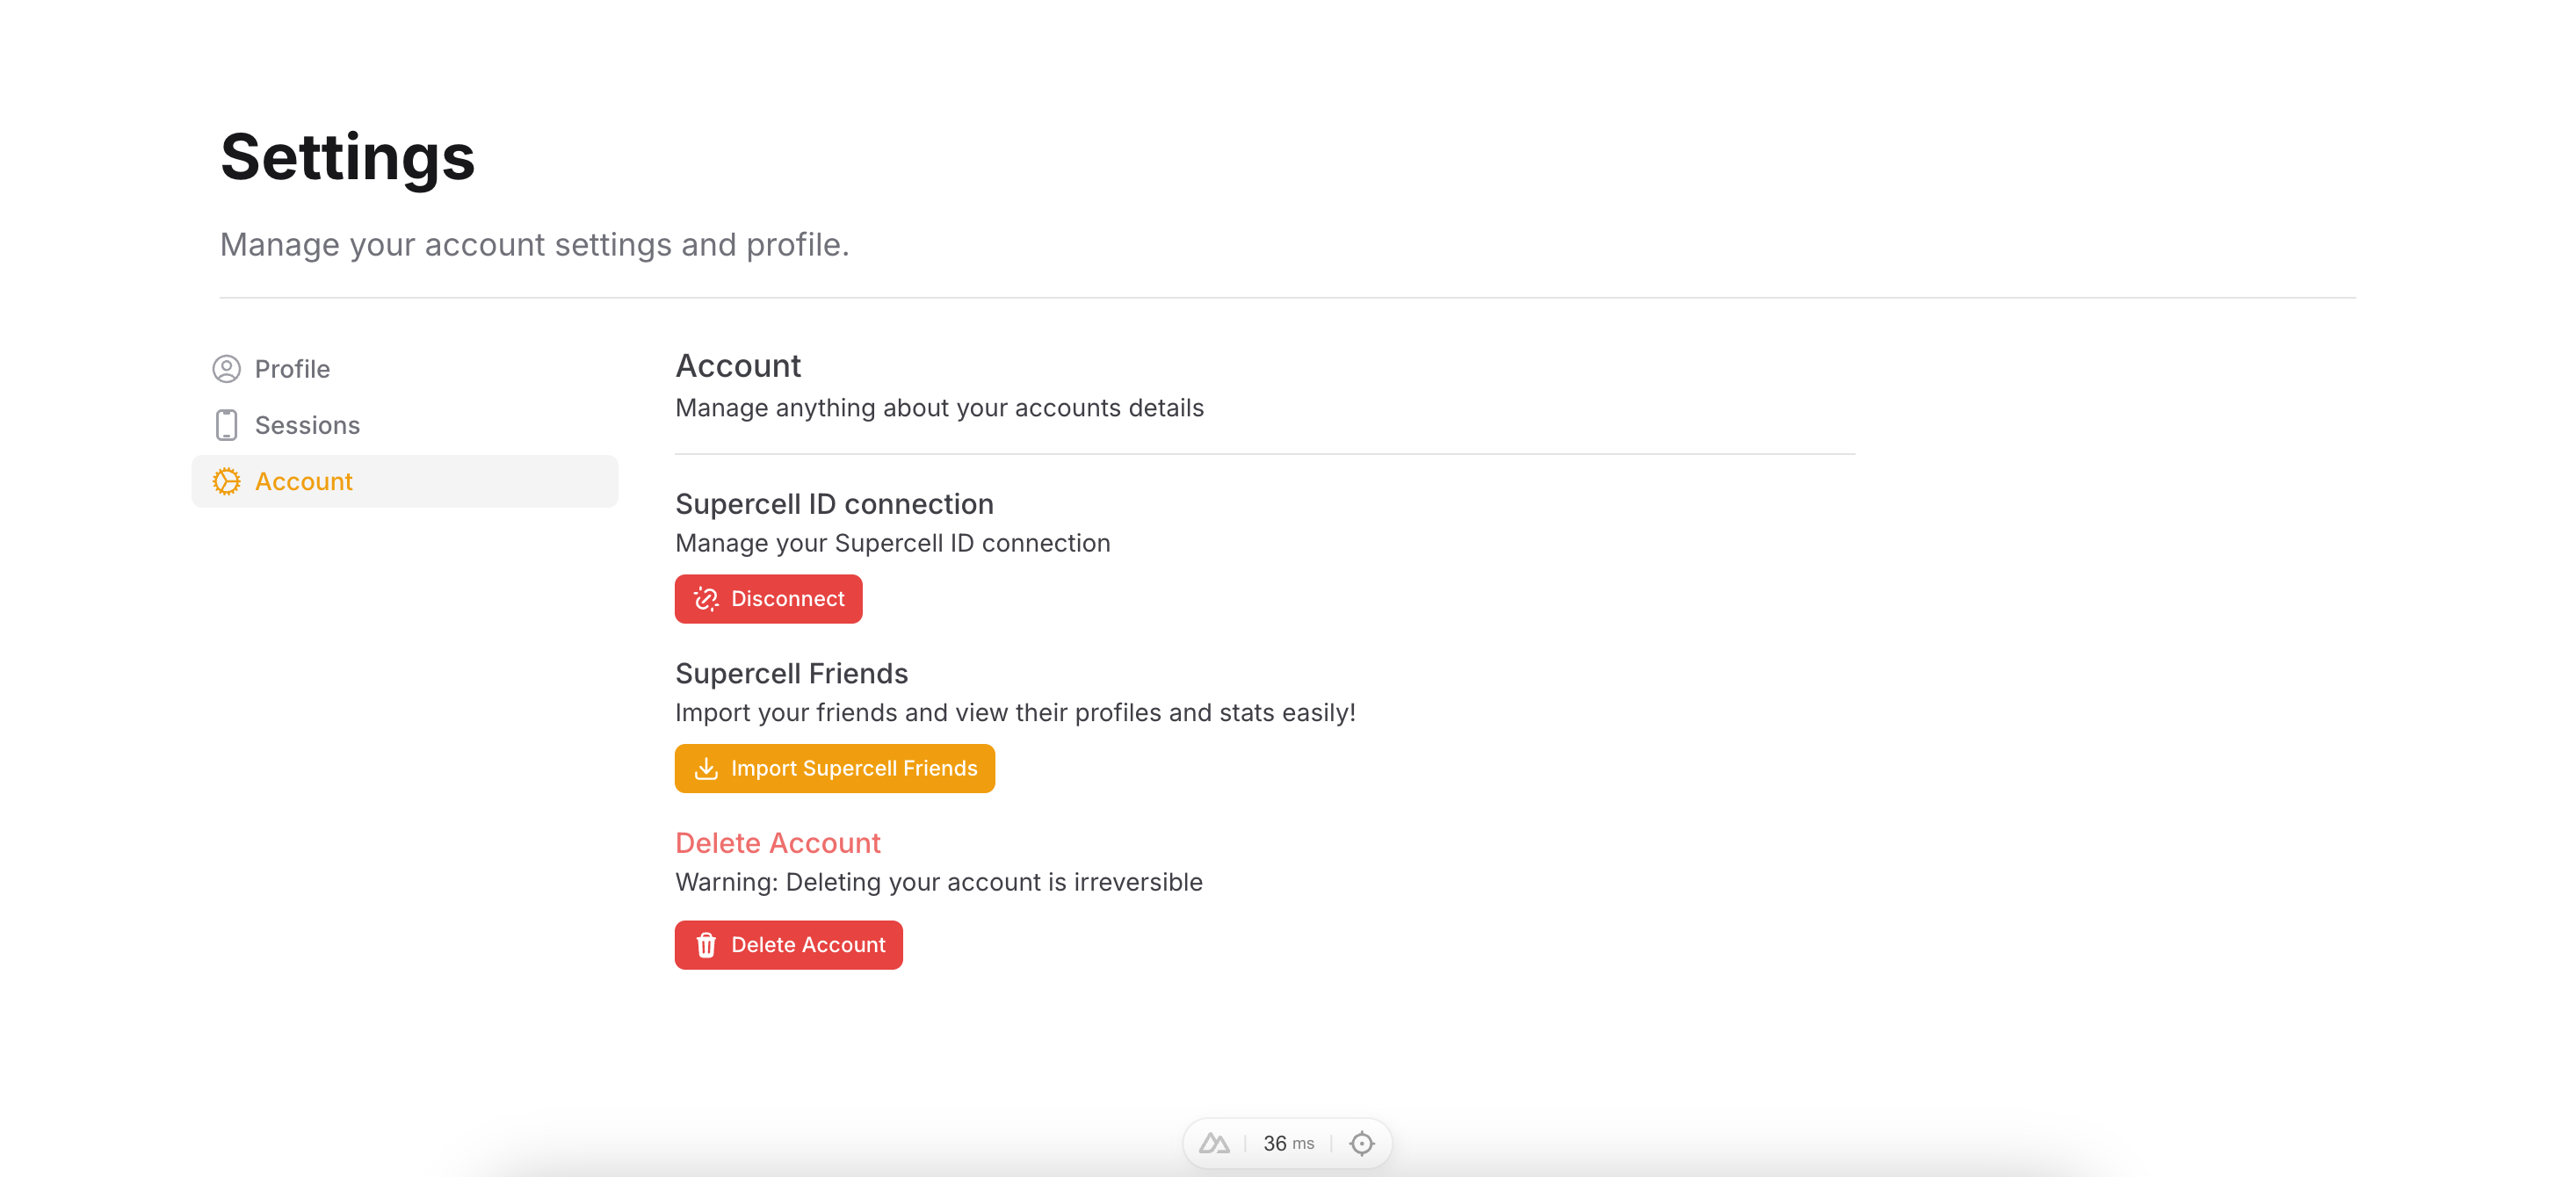 Settings
Manage your account settings and profile.
Profile
Sessions
Account
Account
Manage anything about your accounts details
Supercell ID connection
Manage your Supercell ID connection
Disconnect
Supercell Friends
Import your friends and view their profiles and stats easily!
Import Supercell Friends
Delete Account
Warning: Deleting your account is irreversible
Delete Account
36 ms